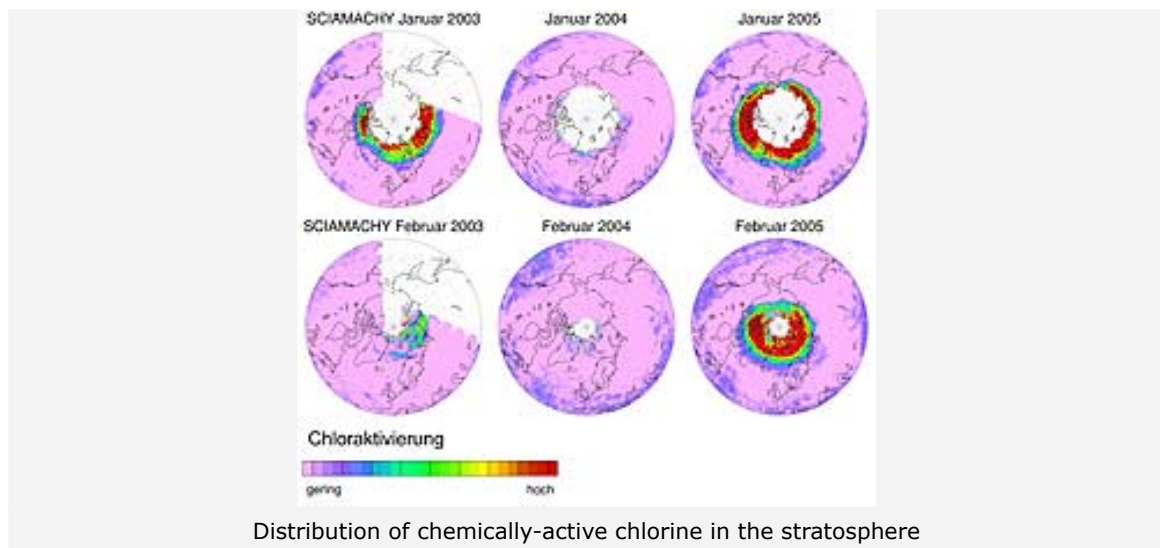 SCIAMACHY Januar 2003
Januar 2004
Januar 2005
SCIAMACHY Februar 2003
Februar 2004
Februar 2005
Chloraktivierung
gering
hoch
Distribution of chemically-active chlorine in the stratosphere